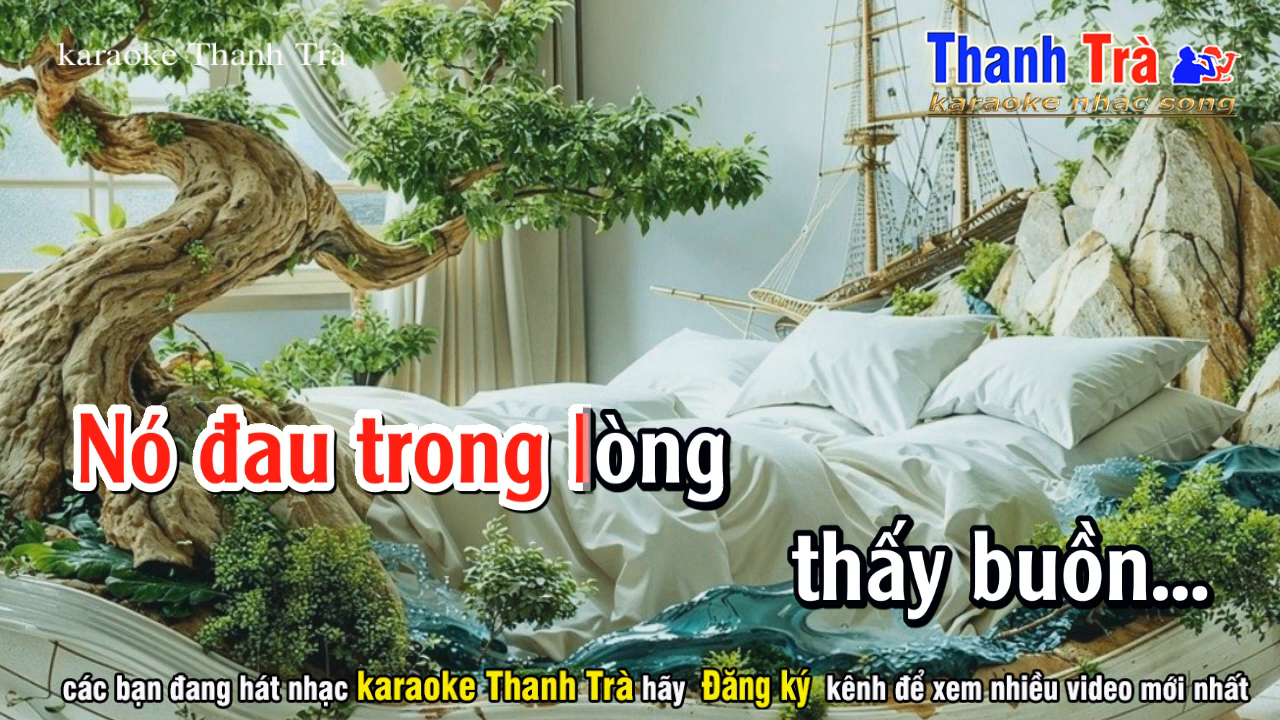 karaoke Thanh Trà
Thanh Trà
karaoke nhạc sống
Nó đau trong lòng
thấy buồn...
các bạn đang hát nhạc karaoke Thanh Trà hãy Đăng ký kênh để xem nhiều video mới nhất